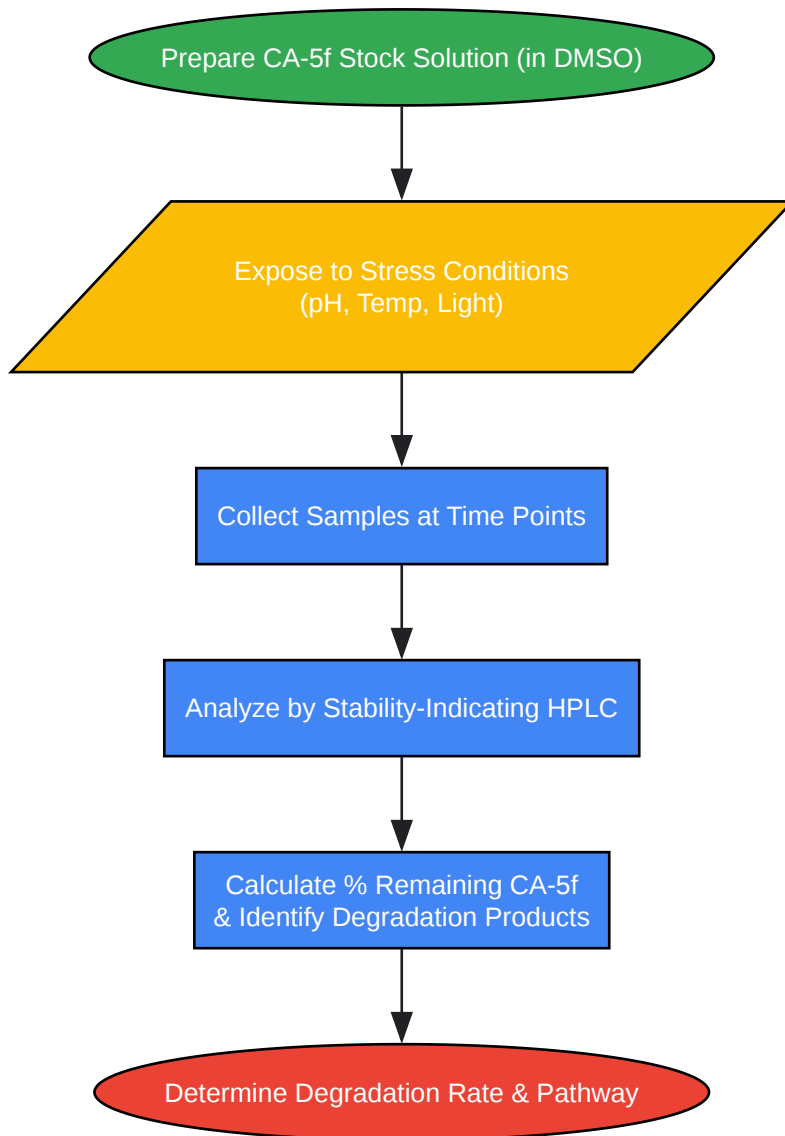 Prepare CA-5f Stock Solution (in DMSO)
Expose to Stress Conditions
(pH, Temp, Light)
Collect Samples at Time Points
Analyze by Stability-Indicating HPLC
Calculate % Remaining CA-5f
& Identify Degradation Products
Determine Degradation Rate & Pathway